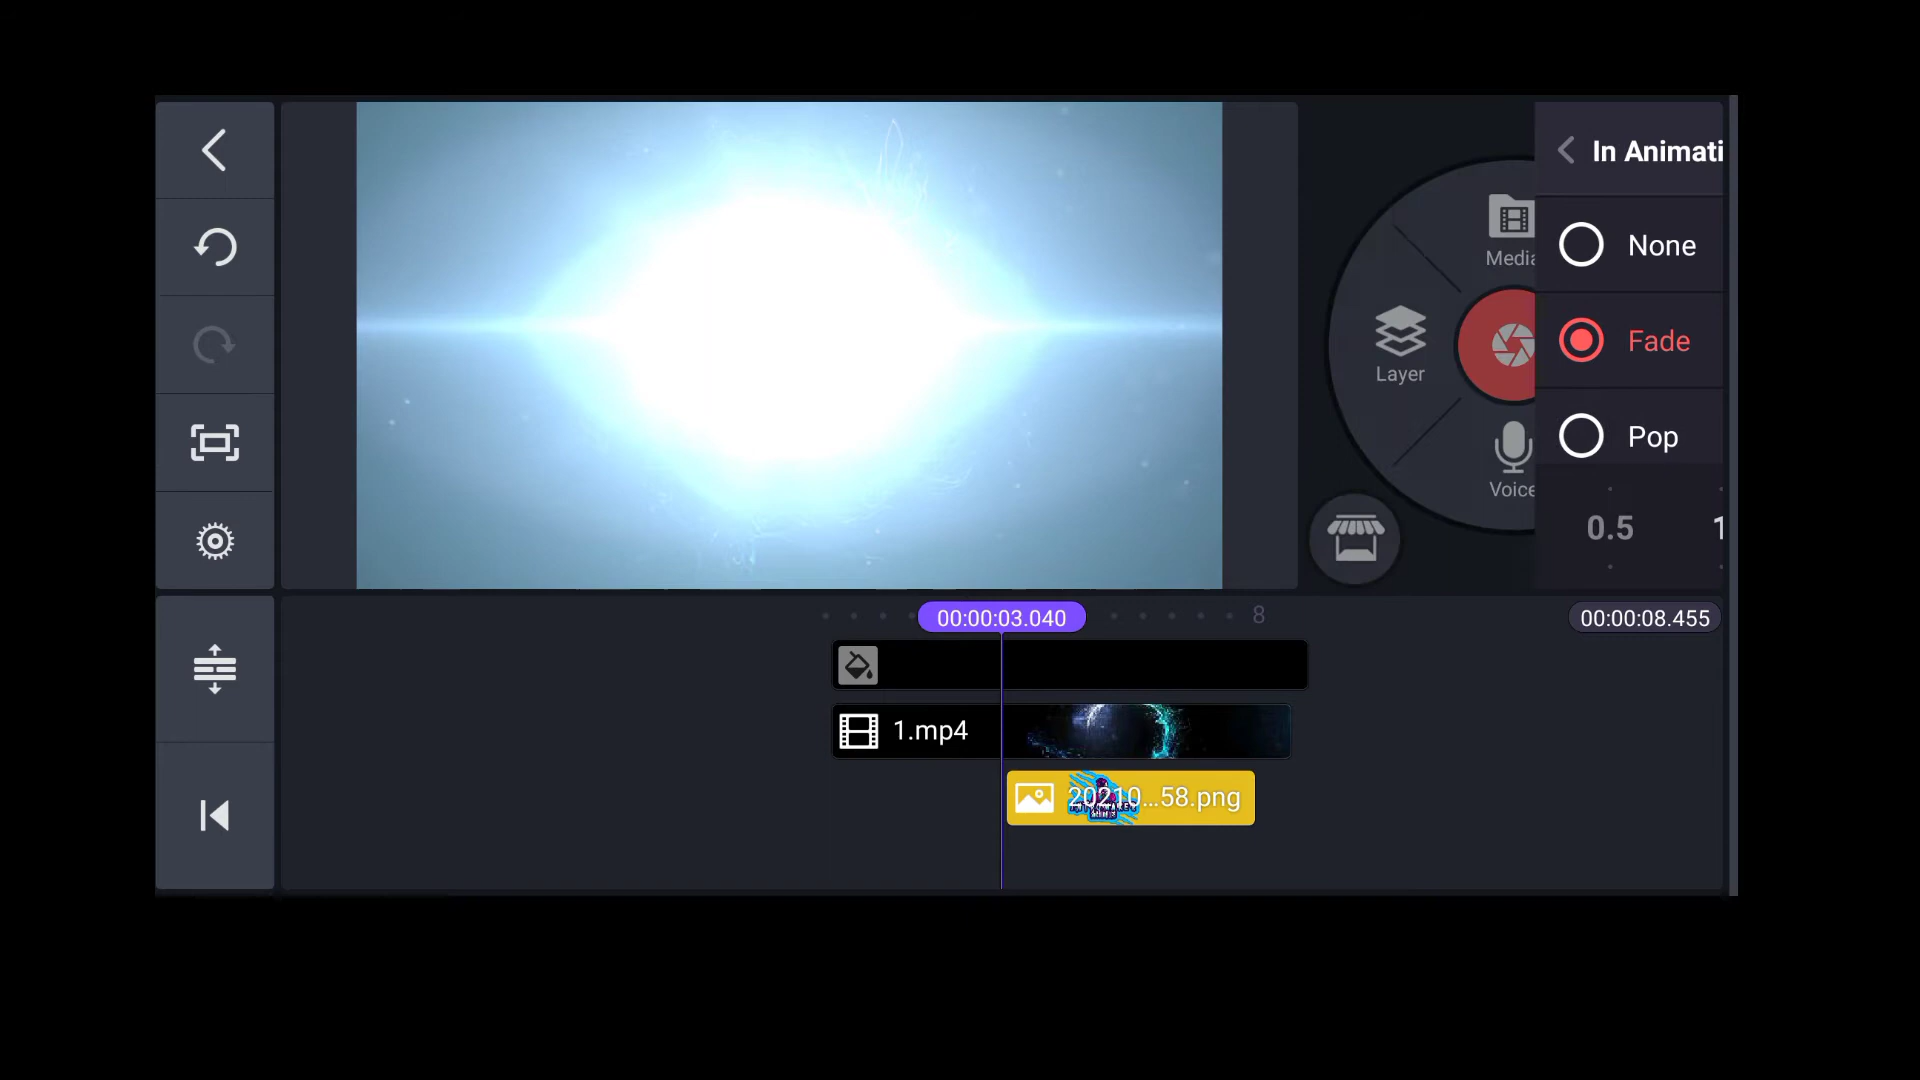 In Animati
None
Media
Fade
Layer
Pop
Voice
0.5
1
00:00:03.040
8
00:00:08.455
1.mp4
20210...58.png